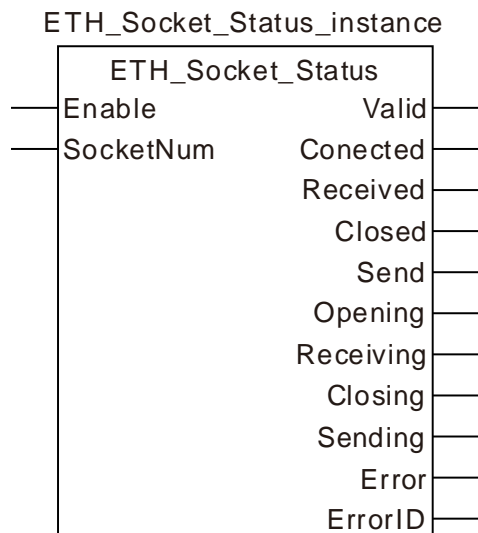 ETH_Socket_Status_instance
ETH_Socket_Status
Enable Valid
SocketNum Conected
Received
Closed
Send
Opening
Receiving
Closing
Sending
Error
ErrorID